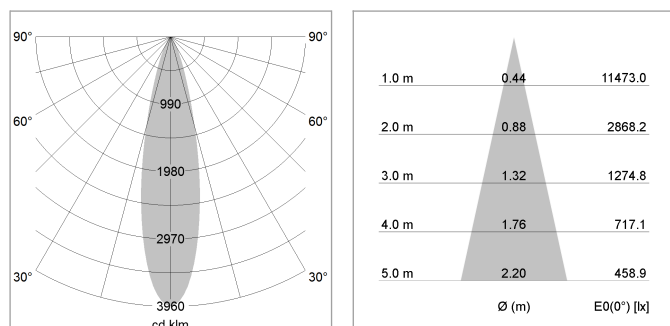 90° 90°
990
60° 60°
1980
2970
30° 30°
3960
cd klm
1.0 m 0.44 11473.0
2.0 m 0.88 2868.2
3.0 m 1.32 1274.8
4.0 m 1.76 717.1
5.0 m 2.20 458.9
Ø (m) E0(0°) [lx]